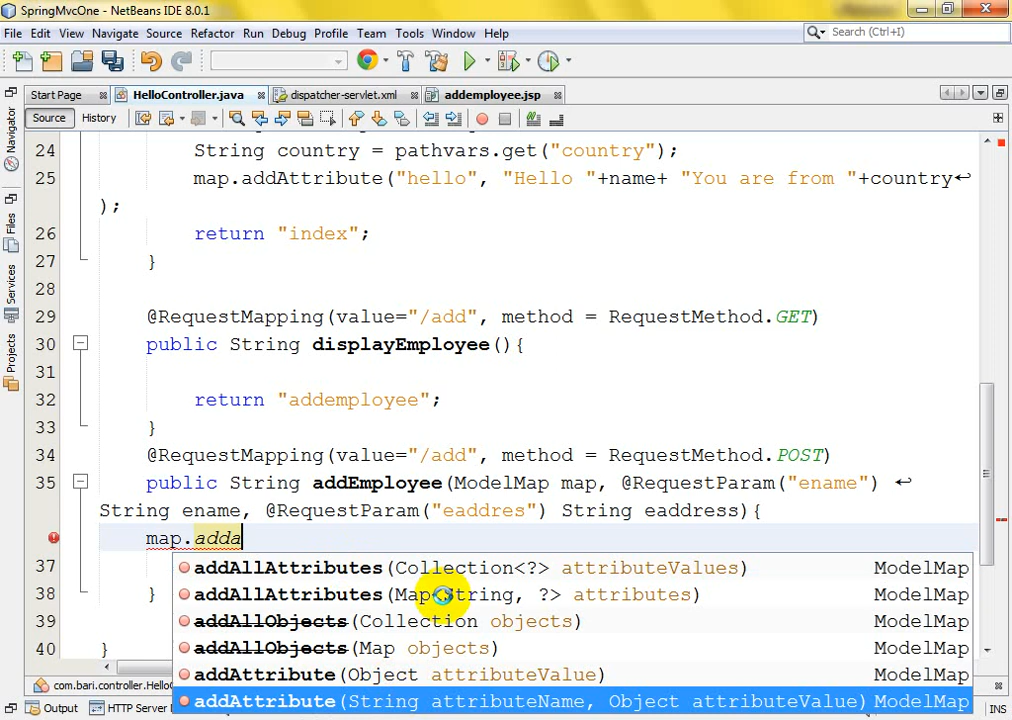 SpringMvcOne - NetBeans IDE 8.0.1
File Edit View Navigate Source Refactor Run Debug Profile Team Tools Window Help
Search (Ctrl+I)
Start Page HelloController.java dispatcher-servlet.xml addemployee.jsp
Source History
Navigator
Files
Services
Projects
24 String country = pathvars.get("country");
25 map.addAttribute("hello", "Hello "+name+ "You are from "+country↩
);
26 return "index";
27 }
28
29 @RequestMapping(value="/add", method = RequestMethod.GET)
30 public String displayEmployee(){
31
32 return "addemployee";
33 }
34 @RequestMapping(value="/add", method = RequestMethod.POST)
35 public String addEmployee(ModelMap map, @RequestParam("ename") ↩
String ename, @RequestParam("eaddres") String eaddress){
map.adda
37
38 }
39
40 }
addAllAttributes(Collection<?> attributeValues) ModelMap
addAllAttributes(Map<String, ?> attributes) ModelMap
addAllObjects(Collection objects) ModelMap
addAllObjects(Map objects) ModelMap
addAttribute(Object attributeValue) ModelMap
addAttribute(String attributeName, Object attributeValue) ModelMap
com.bari.controller.HelloC
Output HTTP Server INS